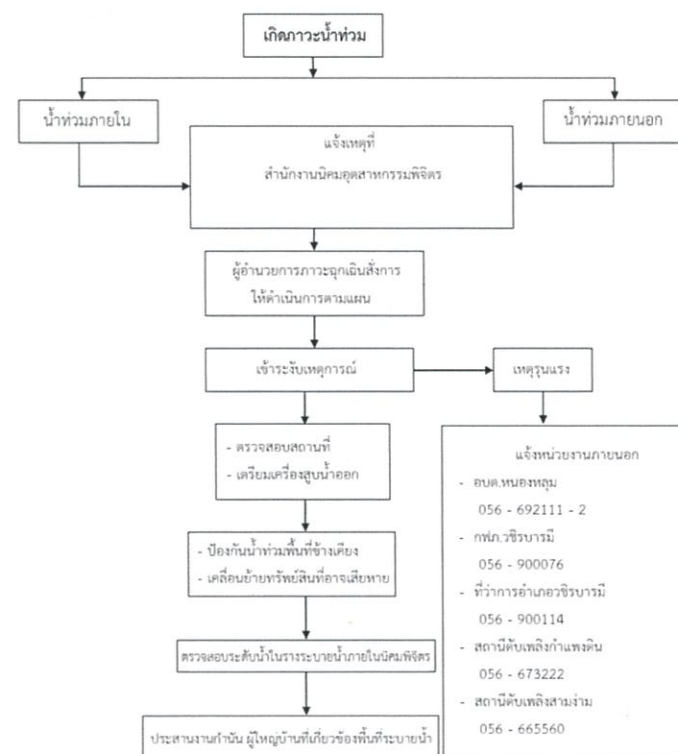 เกิดภาวะน้ำท่วม
น้ำท่วมภายใน
น้ำท่วมภายนอก
แจ้งเหตุที่
สำนักงานนิคมอุตสาหกรรมพิจิตร
ผู้อำนวยการภาวะฉุกเฉินสั่งการ
ให้ดำเนินการตามแผน
เข้าระงับเหตุการณ์
เหตุรุนแรง
- ตรวจสอบสถานที่
- เตรียมเครื่องสูบน้ำออก
- ป้องกันน้ำท่วมพื้นที่ข้างเคียง
- เคลื่อนย้ายทรัพย์สินที่อาจเสียหาย
ตรวจสอบระดับน้ำในรางระบายน้ำภายในนิคมพิจิตร
ประสานงานกำนัน ผู้ใหญ่บ้านที่เกี่ยวข้องพื้นที่ระบายน้ำ
แจ้งหน่วยงานภายนอก
- อบต.หนองหลุม
056 - 692111 - 2
- กฟภ.วชิรบารมี
056 - 900076
- ที่ว่าการอำเภอวชิรบารมี
056 - 900114
- สถานีดับเพลิงกำแพงดิน
056 - 673222
- สถานีดับเพลิงสามง่าม
056 - 665560